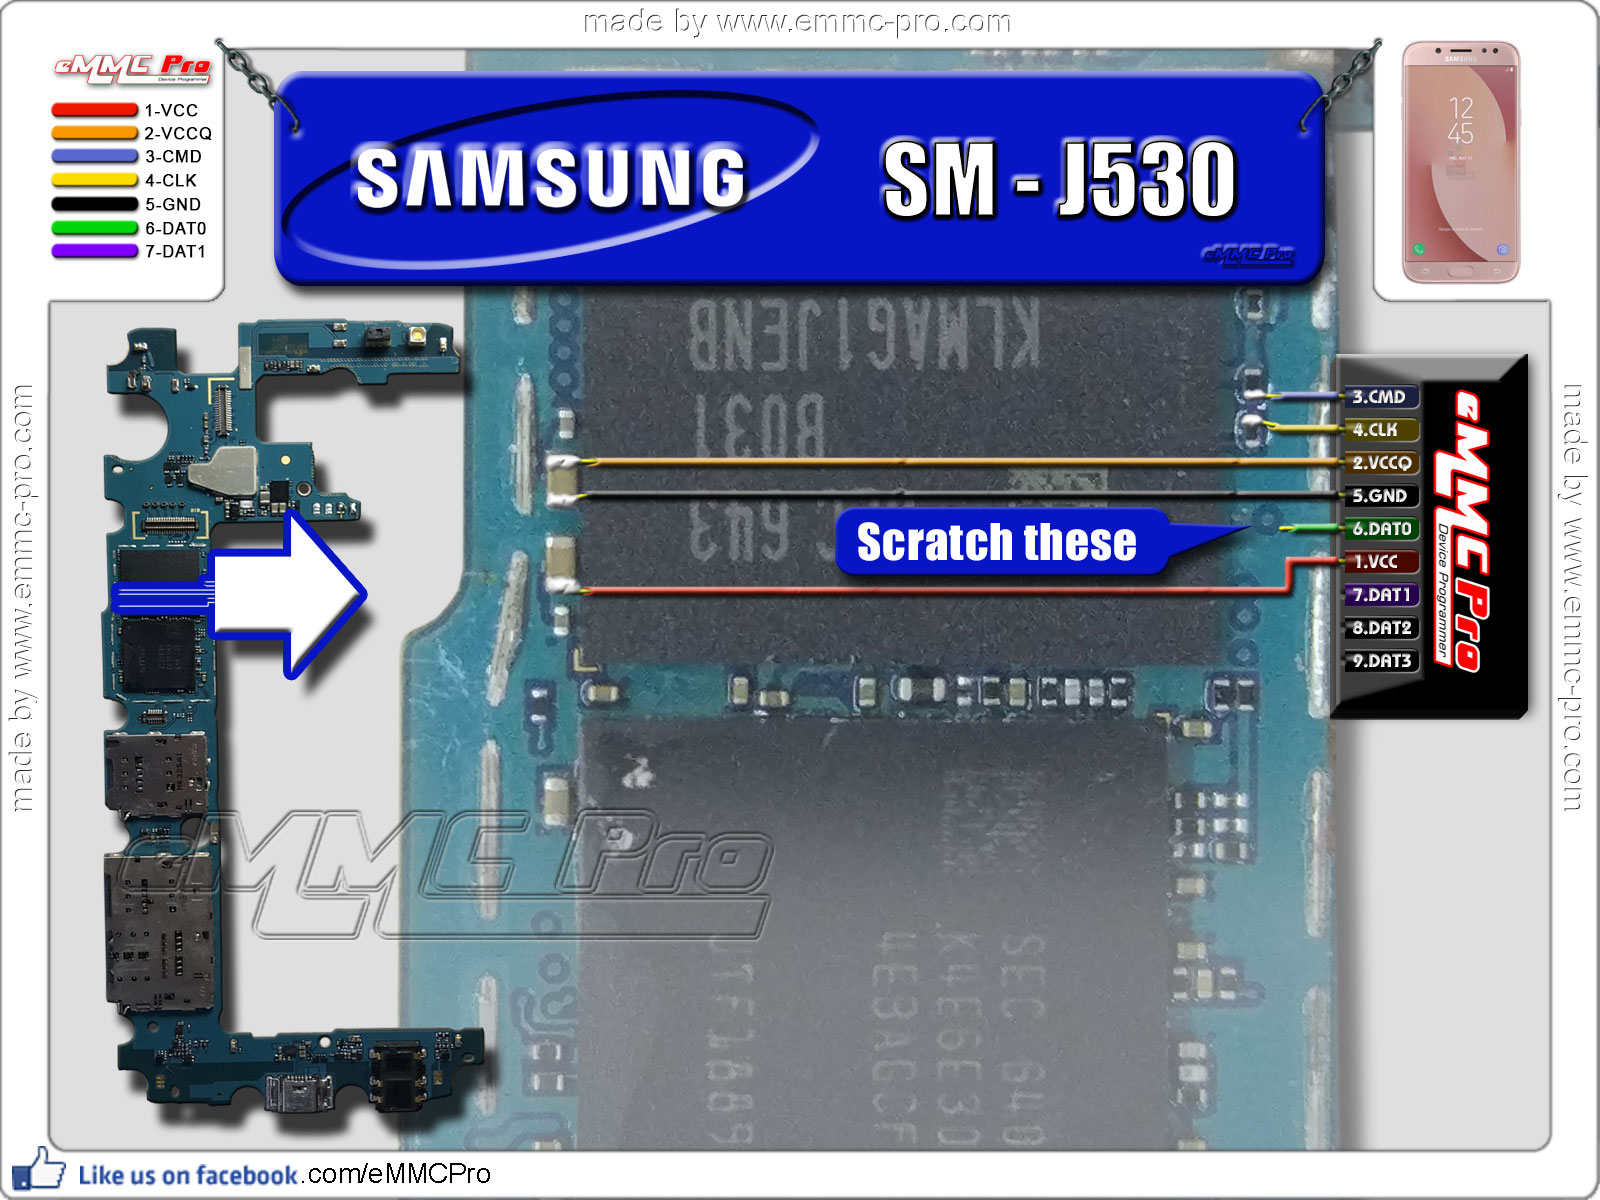 made by www.emmc-pro.com
eMMC Pro
Device Programmer
1-VCC
2-VCCQ
3-CMD
4-CLK
5-GND
6-DAT0
7-DAT1
SAMSUNG
SM - J530
eMMC Pro
SAMSUNG
12
45
KLMAG1JENB
B031
3.CMD
4.CLK
2.VCCQ
5.GND
6.DAT0
1.VCC
7.DAT1
8.DAT2
9.DAT3
eMMC Pro
Device Programmer
Scratch these
made by www.emmc-pro.com
made by www.emmc-pro.com
eMMC Pro
SEC
Like us on facebook.com/eMMCPro